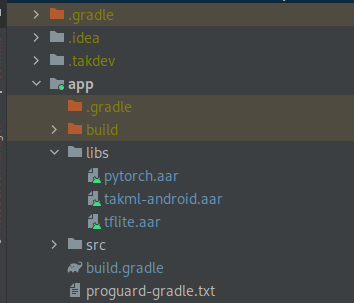 .gradle
.idea
.takdev
app
.gradle
build
libs
pytorch.aar
takml-android.aar
tflite.aar
src
build.gradle
proguard-gradle.txt